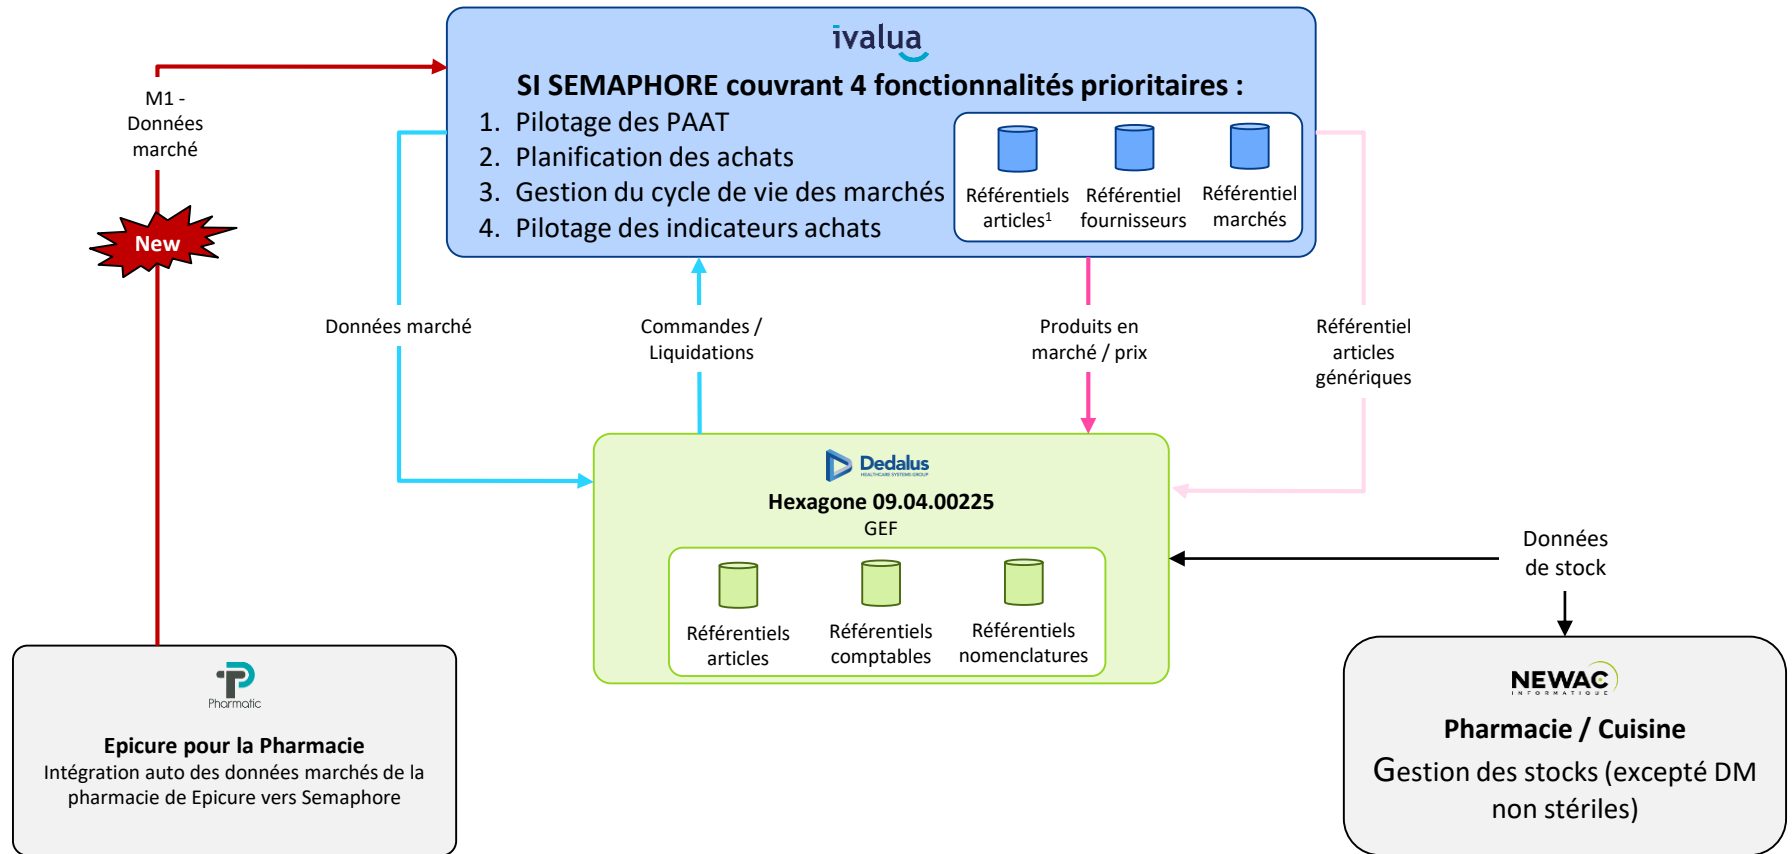 ivalua
SI SEMAPHORE couvrant 4 fonctionnalités prioritaires :
1. Pilotage des PAAT
2. Planification des achats
3. Gestion du cycle de vie des marchés
4. Pilotage des indicateurs achats
Référentiels
articles¹
Référentiel
fournisseurs
Référentiel
marchés
M1 -
Données
marché
New
Données marché
Commandes /
Liquidations
Produits en
marché / prix
Référentiel
articles
génériques
Dedalus
HEALTHCARE SYSTEMS GROUP
Hexagone 09.04.00225
GEF
Référentiels
articles
Référentiels
comptables
Référentiels
nomenclatures
Données
de stock
Pharmatic
Epicure pour la Pharmacie
Intégration auto des données marchés de la
pharmacie de Epicure vers Semaphore
NEWAC
INFORMATIQUE
Pharmacie / Cuisine
Gestion des stocks (excepté DM
non stériles)